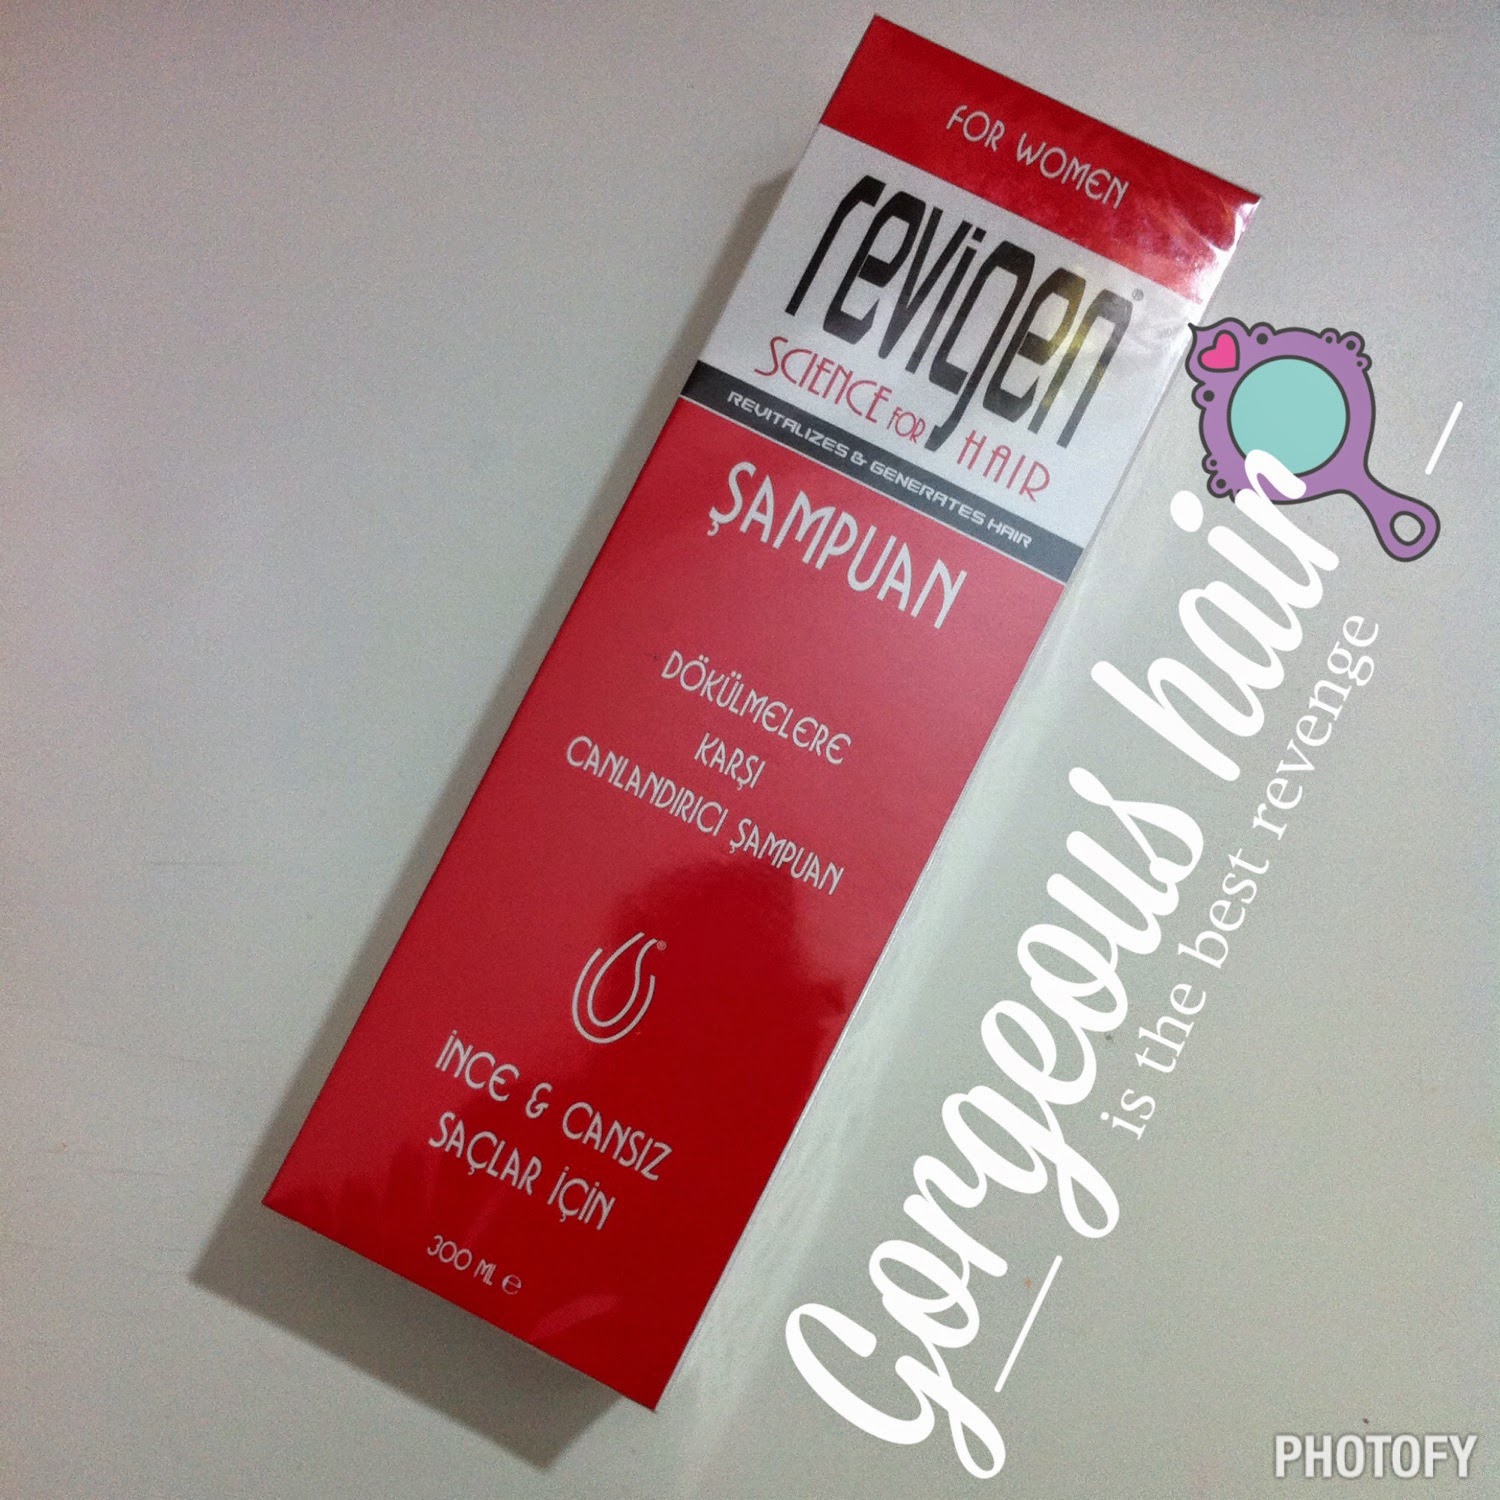 FOR WOMEN
revigen®
SCIENCE FOR HAIR
REVITALIZES & GENERATES HAIR
ŞAMPUAN
DÖKÜLMELERE
KARŞI
CANLANDIRICI ŞAMPUAN
®
İNCE & CANSIZ
SAÇLAR İÇİN
300 ML ℮
Gorgeous hair
is the best revenge
PHOTOFY